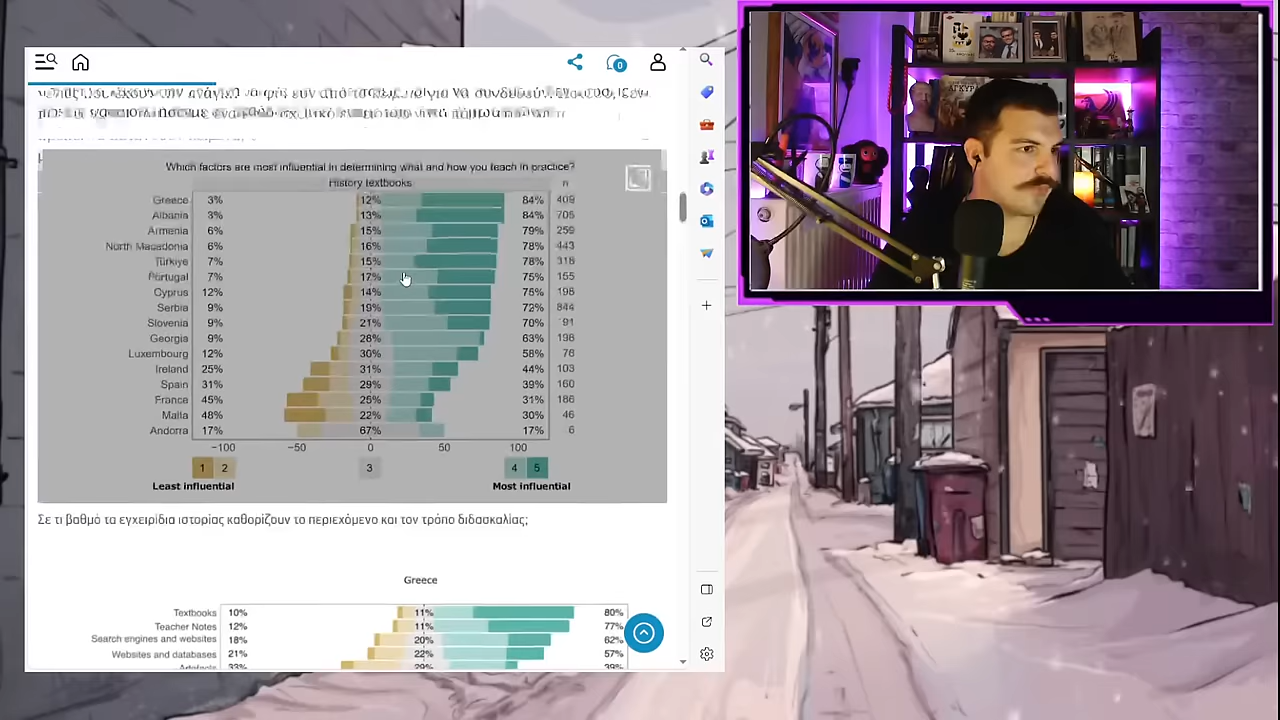 0
Which factors are most influential in determining what and how you teach in practice?
History textbooks n
Greece 3% 12% 84% 409
Albania 3% 13% 84% 705
Armenia 6% 15% 79% 259
North Macedonia 6% 16% 78% 443
Türkiye 7% 15% 78% 318
Portugal 7% 17% 75% 155
Cyprus 12% 14% 75% 198
Serbia 9% 19% 72% 844
Slovenia 9% 21% 70% 91
Georgia 9% 28% 63% 198
Luxembourg 12% 30% 58% 76
Ireland 25% 31% 44% 103
Spain 31% 29% 39% 160
France 45% 25% 31% 186
Malta 48% 22% 30% 46
Andorra 17% 67% 17% 6
−100 −50 0 50 100
1 2 3 4 5
Least influential Most influential
Σε τι βαθμό τα εγχειρίδια ιστορίας καθορίζουν το περιεχόμενο και τον τρόπο διδασκαλίας;
Greece
Textbooks 10% 11% 80%
Teacher Notes 12% 11% 77%
Search engines and websites 18% 20% 62%
Websites and databases 21% 22% 57%
Artefacts 33% 29% 39%
ΑΓΚΥΡΑ